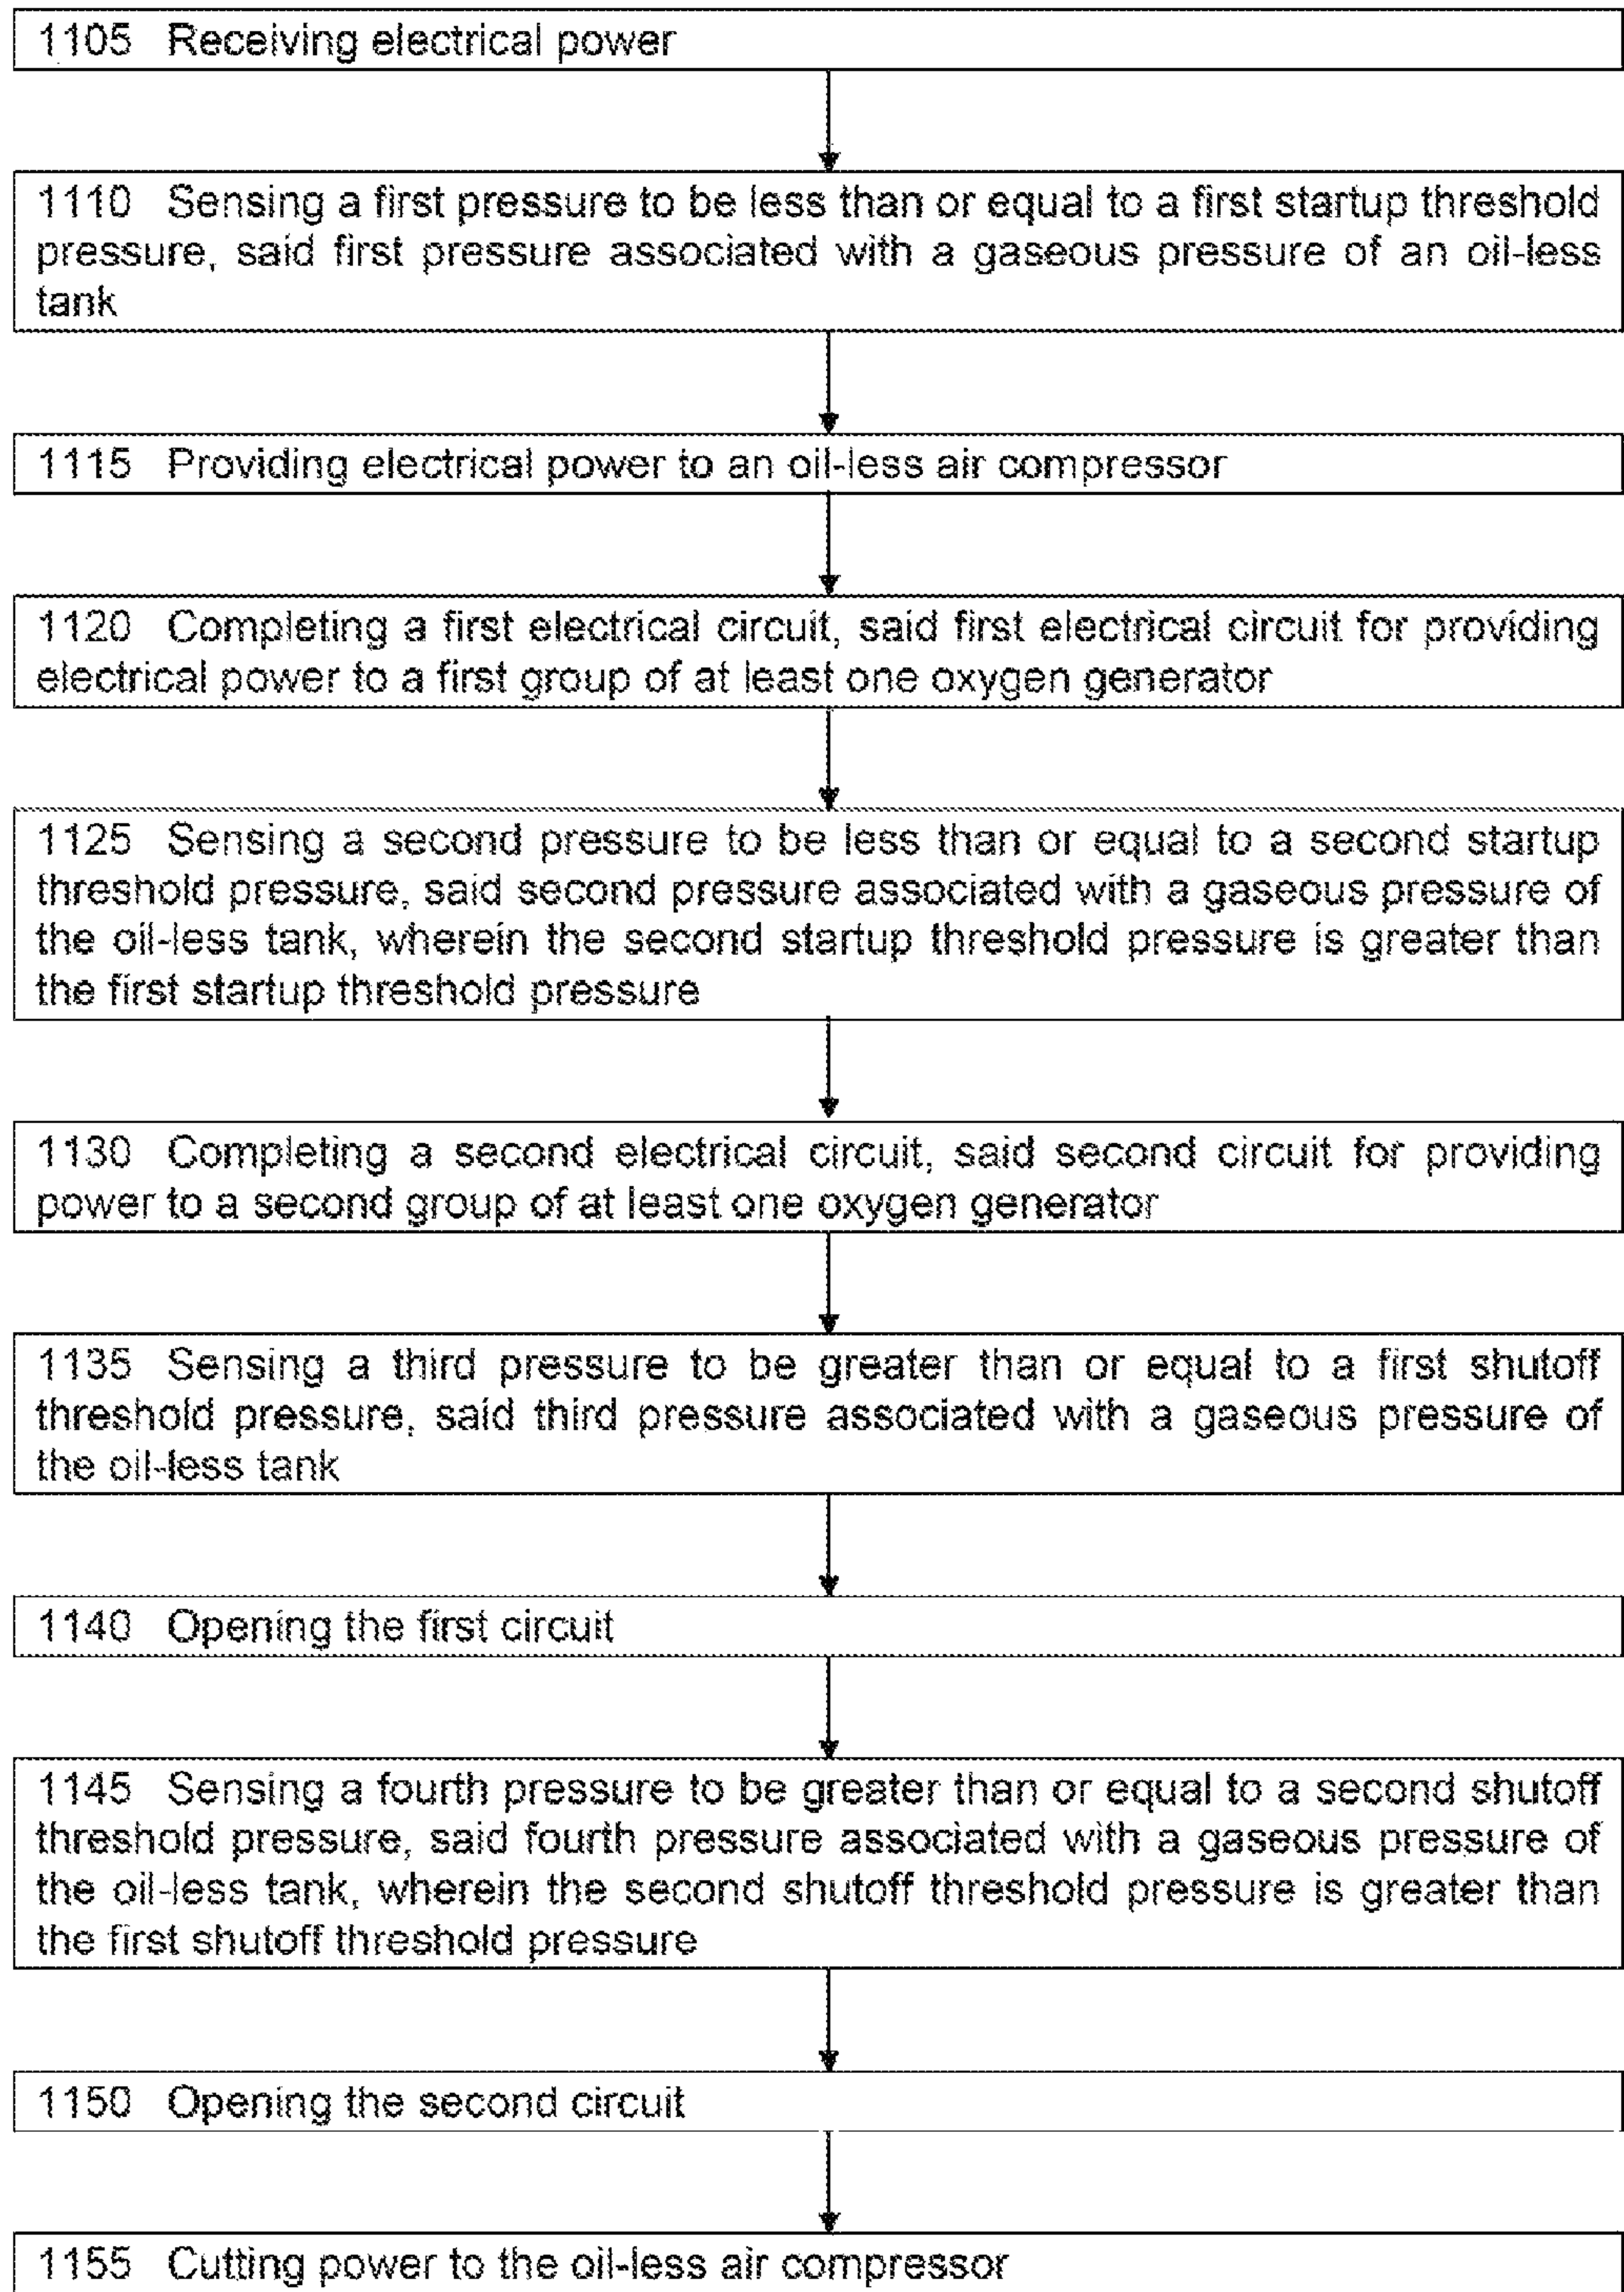 1105 Receiving electrical power
1110 Sensing a first pressure to be less than or equal to a first startup threshold
pressure, said first pressure associated with a gaseous pressure of an oil-less
tank
1115 Providing electrical power to an oil-less air compressor
1120 Completing a first electrical circuit, said first electrical circuit for providing
electrical power to a first group of at least one oxygen generator
1125 Sensing a second pressure to be less than or equal to a second startup
threshold pressure, said second pressure associated with a gaseous pressure of
the oil-less tank, wherein the second startup threshold pressure is greater than
the first startup threshold pressure
1130 Completing a second electrical circuit, said second circuit for providing
power to a second group of at least one oxygen generator
1135 Sensing a third pressure to be greater than or equal to a first shutoff
threshold pressure, said third pressure associated with a gaseous pressure of
the oil-less tank
1140 Opening the first circuit
1145 Sensing a fourth pressure to be greater than or equal to a second shutoff
threshold pressure, said fourth pressure associated with a gaseous pressure of
the oil-less tank, wherein the second shutoff threshold pressure is greater than
the first shutoff threshold pressure
1150 Opening the second circuit
1155 Cutting power to the oil-less air compressor